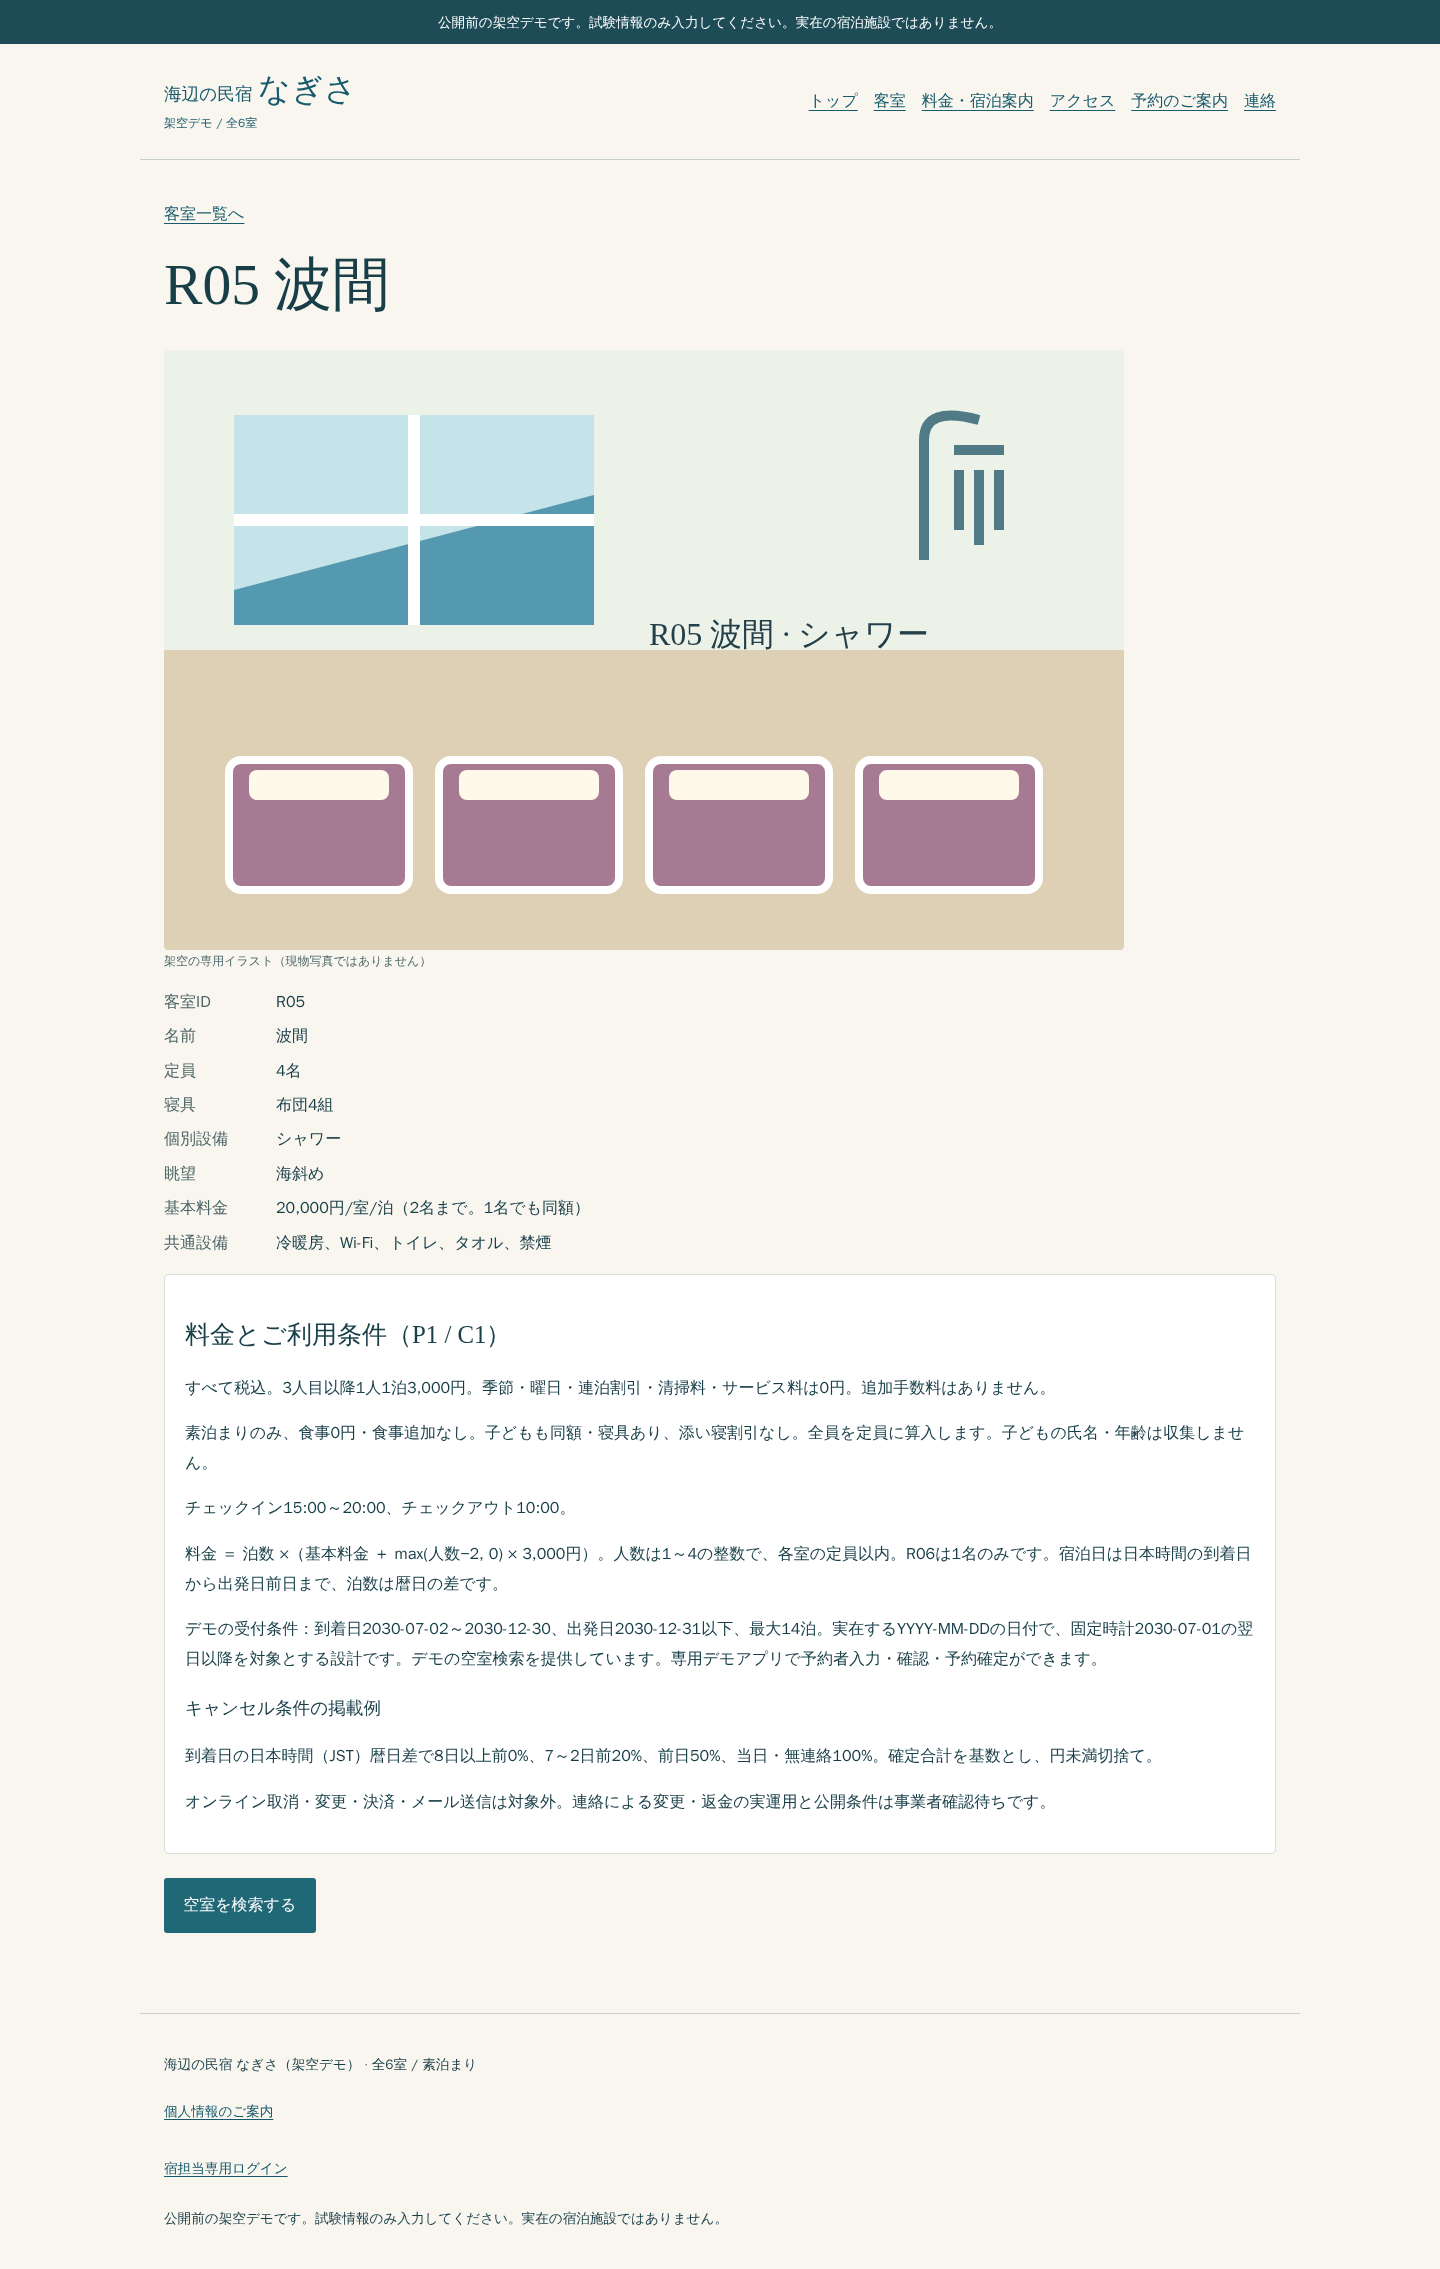 公開前の架空デモです。試験情報のみ入力してください。実在の宿泊施設ではありません。
海辺の民宿 なぎさ
架空デモ / 全6室
トップ 客室 料金・宿泊案内 アクセス 予約のご案内 連絡
客室一覧へ
R05 波間
R05 波間 · シャワー
架空の専用イラスト（現物写真ではありません）
客室ID R05
名前 波間
定員 4名
寝具 布団4組
個別設備 シャワー
眺望 海斜め
基本料金 20,000円/室/泊（2名まで。1名でも同額）
共通設備 冷暖房、Wi-Fi、トイレ、タオル、禁煙
料金とご利用条件（P1 / C1）
すべて税込。3人目以降1人1泊3,000円。季節・曜日・連泊割引・清掃料・サービス料は0円。追加手数料はありません。
素泊まりのみ、食事0円・食事追加なし。子どもも同額・寝具あり、添い寝割引なし。全員を定員に算入します。子どもの氏名・年齢は収集しませ
ん。
チェックイン15:00～20:00、チェックアウト10:00。
料金 ＝ 泊数 ×（基本料金 ＋ max(人数−2, 0) × 3,000円）。人数は1～4の整数で、各室の定員以内。R06は1名のみです。宿泊日は日本時間の到着日
から出発日前日まで、泊数は暦日の差です。
デモの受付条件：到着日2030-07-02～2030-12-30、出発日2030-12-31以下、最大14泊。実在するYYYY-MM-DDの日付で、固定時計2030-07-01の翌
日以降を対象とする設計です。デモの空室検索を提供しています。専用デモアプリで予約者入力・確認・予約確定ができます。
キャンセル条件の掲載例
到着日の日本時間（JST）暦日差で8日以上前0%、7～2日前20%、前日50%、当日・無連絡100%。確定合計を基数とし、円未満切捨て。
オンライン取消・変更・決済・メール送信は対象外。連絡による変更・返金の実運用と公開条件は事業者確認待ちです。
空室を検索する
海辺の民宿 なぎさ（架空デモ） · 全6室 / 素泊まり
個人情報のご案内
宿担当専用ログイン
公開前の架空デモです。試験情報のみ入力してください。実在の宿泊施設ではありません。